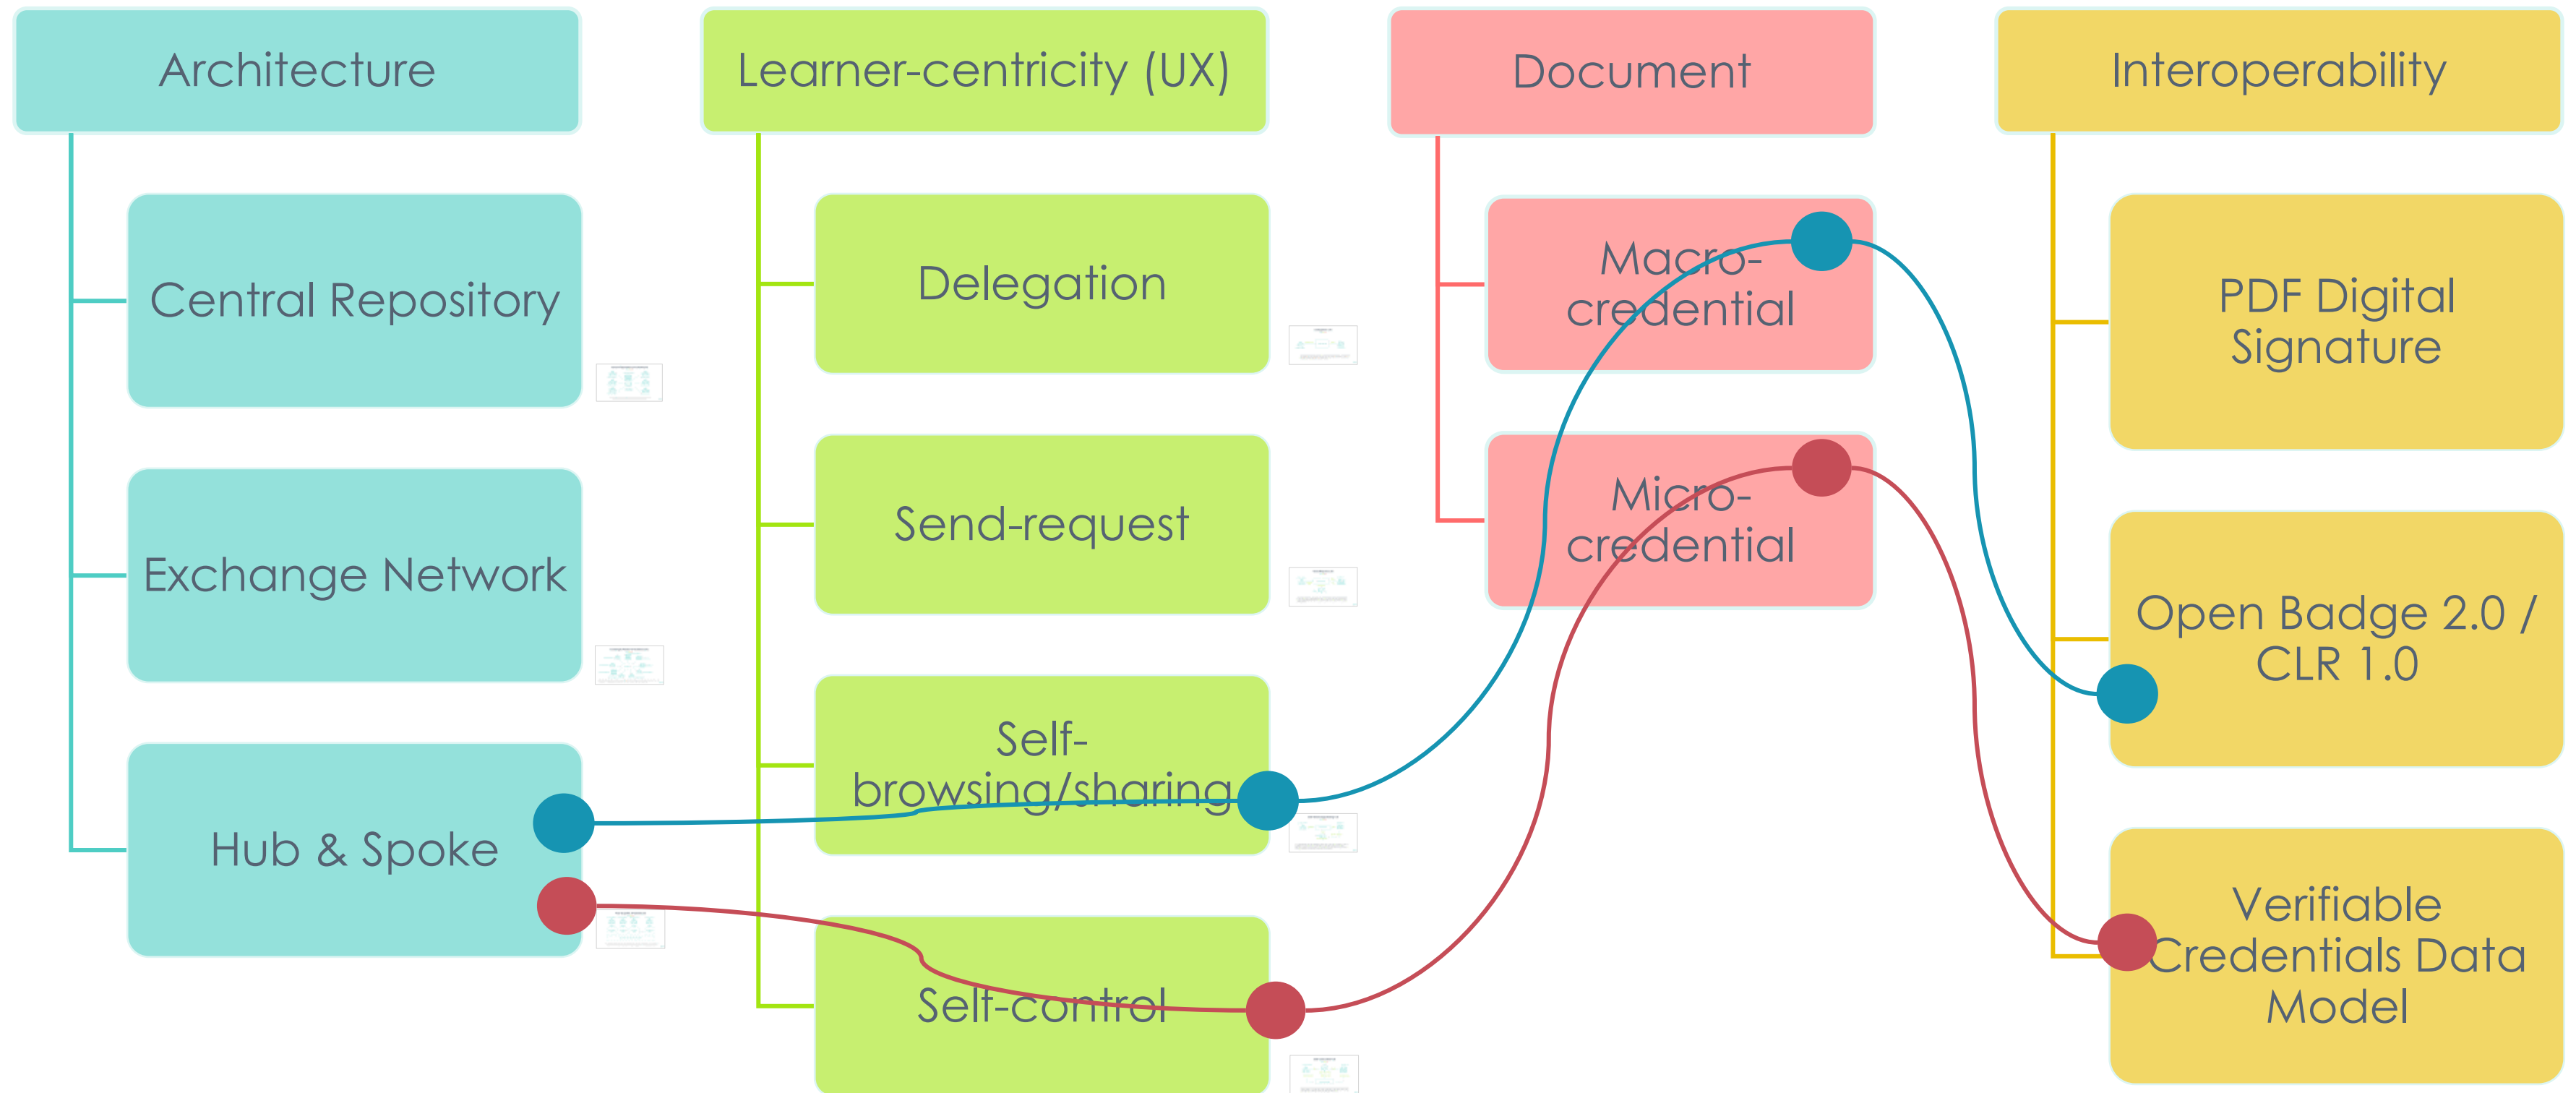 Architecture
Central Repository
Exchange Network
Hub & Spoke
Learner-centricity (UX)
Delegation
Send-request
Self-
browsing/sharing
Self-control
Document
Macro-
credential
Micro-
credential
Interoperability
PDF Digital
Signature
Open Badge 2.0 /
CLR 1.0
Verifiable
Credentials Data
Model